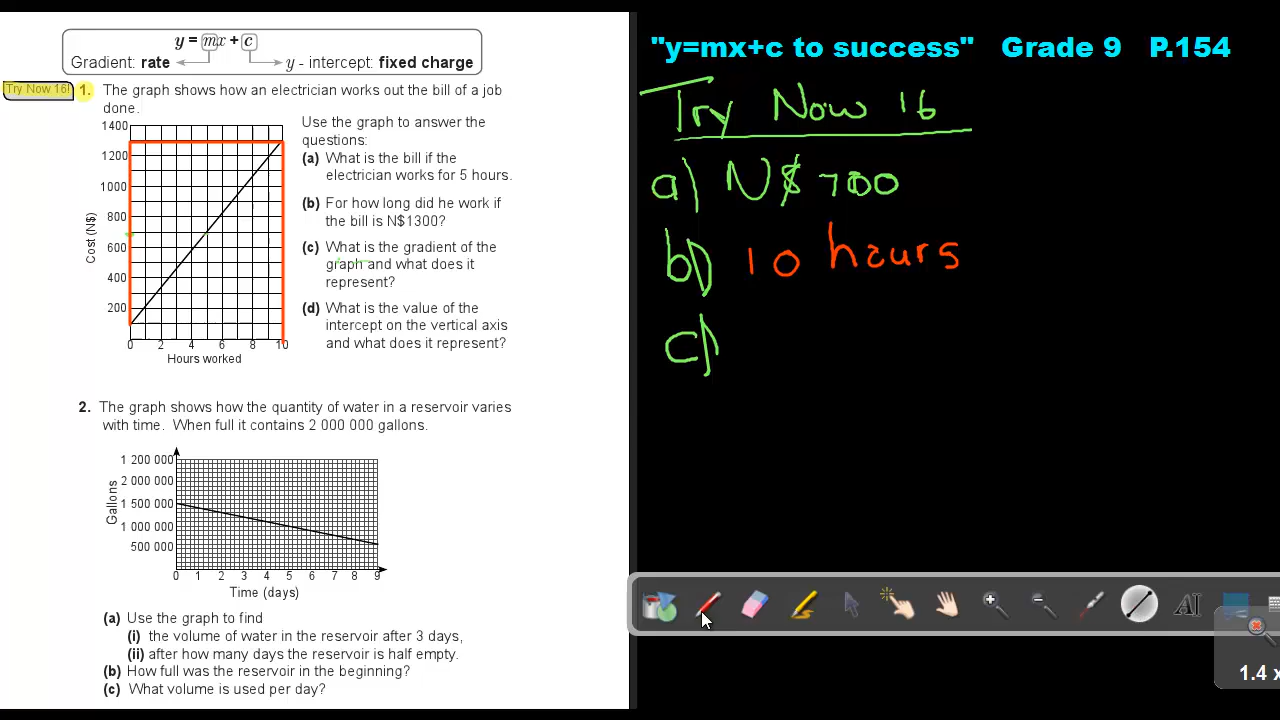 y = mx + c
Gradient: rate
y - intercept: fixed charge
"y=mx+c to success" Grade 9 P.154
Try Now 16!
1. The graph shows how an electrician works out the bill of a job
done.
1400
1200
1000
800
600
400
200
0 2 4 6 8 10
Cost (N$)
Hours worked
Use the graph to answer the
questions:
(a) What is the bill if the
electrician works for 5 hours.
(b) For how long did he work if
the bill is N$1300?
(c) What is the gradient of the
graph and what does it
represent?
(d) What is the value of the
intercept on the vertical axis
and what does it represent?
2. The graph shows how the quantity of water in a reservoir varies
with time. When full it contains 2 000 000 gallons.
1 200 000
2 000 000
1 500 000
1 000 000
500 000
Gallons
0 1 2 3 4 5 6 7 8 9
Time (days)
(a) Use the graph to find
(i) the volume of water in the reservoir after 3 days,
(ii) after how many days the reservoir is half empty.
(b) How full was the reservoir in the beginning?
(c) What volume is used per day?
Try Now 16
a) N$ 700
b) 10 hours
c)
AI
1.4 x